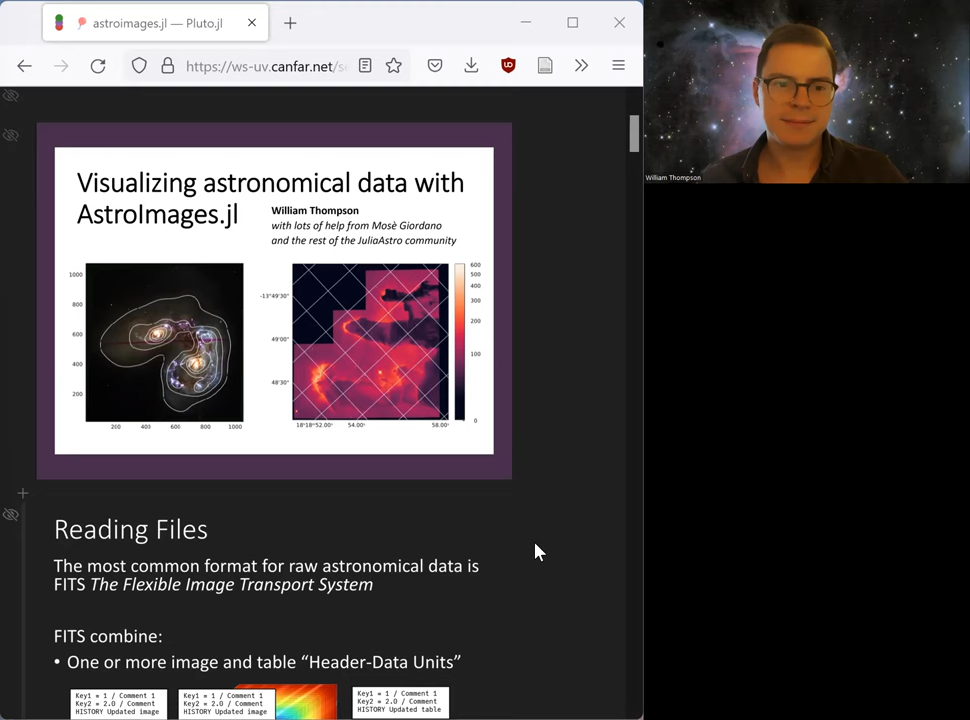 astroimages.jl — Pluto.jl
https://ws-uv.canfar.net/se
William Thompson
Visualizing astronomical data with
AstroImages.jl
William Thompson
with lots of help from Mosè Giordano
and the rest of the JuliaAstro community
1000
800
600
400
200
200 400 600 800 1000
-13°49'30"
49'00"
48'30"
18ʰ18ᵐ52.00ˢ 54.00ˢ 58.00ˢ
600
500
400
300
200
100
0
Reading Files
The most common format for raw astronomical data is
FITS The Flexible Image Transport System
FITS combine:
• One or more image and table “Header-Data Units”
Key1 = 1 / Comment 1
Key2 = 2.0 / Comment
HISTORY Updated image
Key1 = 1 / Comment 1
Key2 = 2.0 / Comment
HISTORY Updated image
Key1 = 1 / Comment 1
Key2 = 2.0 / Comment
HISTORY Updated table